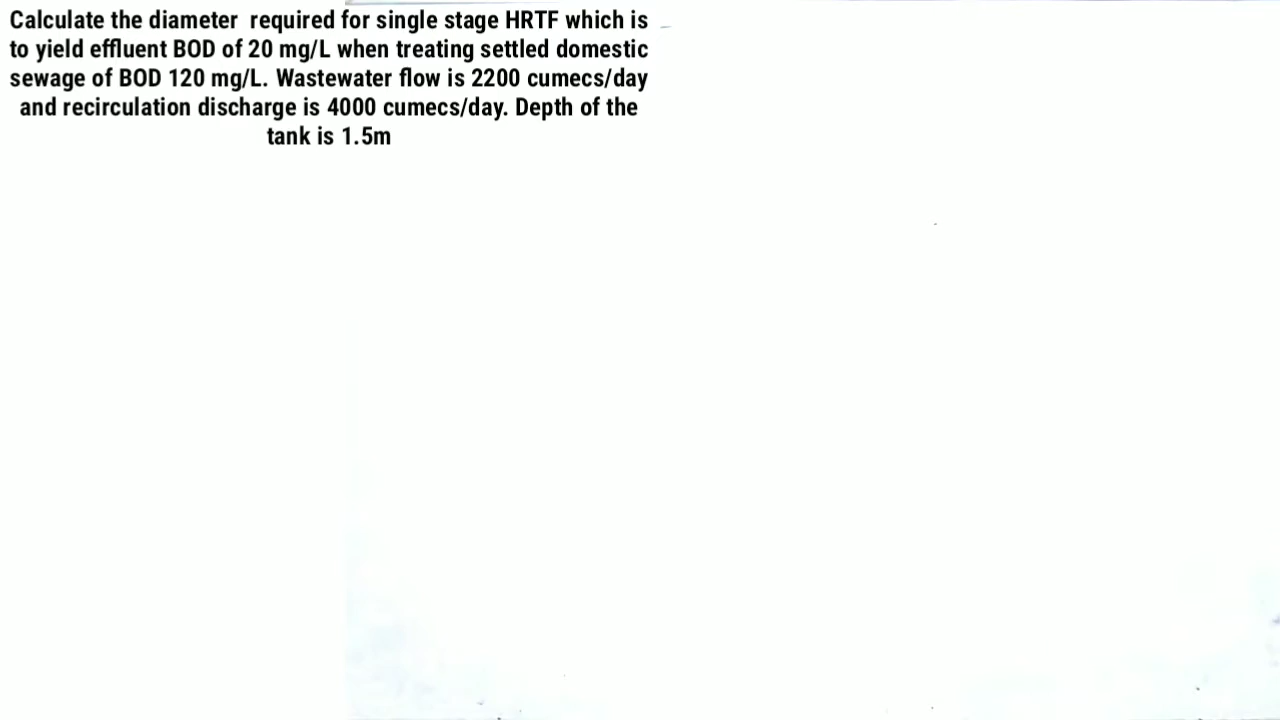 Calculate the diameter required for single stage HRTF which is
to yield effluent BOD of 20 mg/L when treating settled domestic
sewage of BOD 120 mg/L. Wastewater flow is 2200 cumecs/day
and recirculation discharge is 4000 cumecs/day. Depth of the
tank is 1.5m